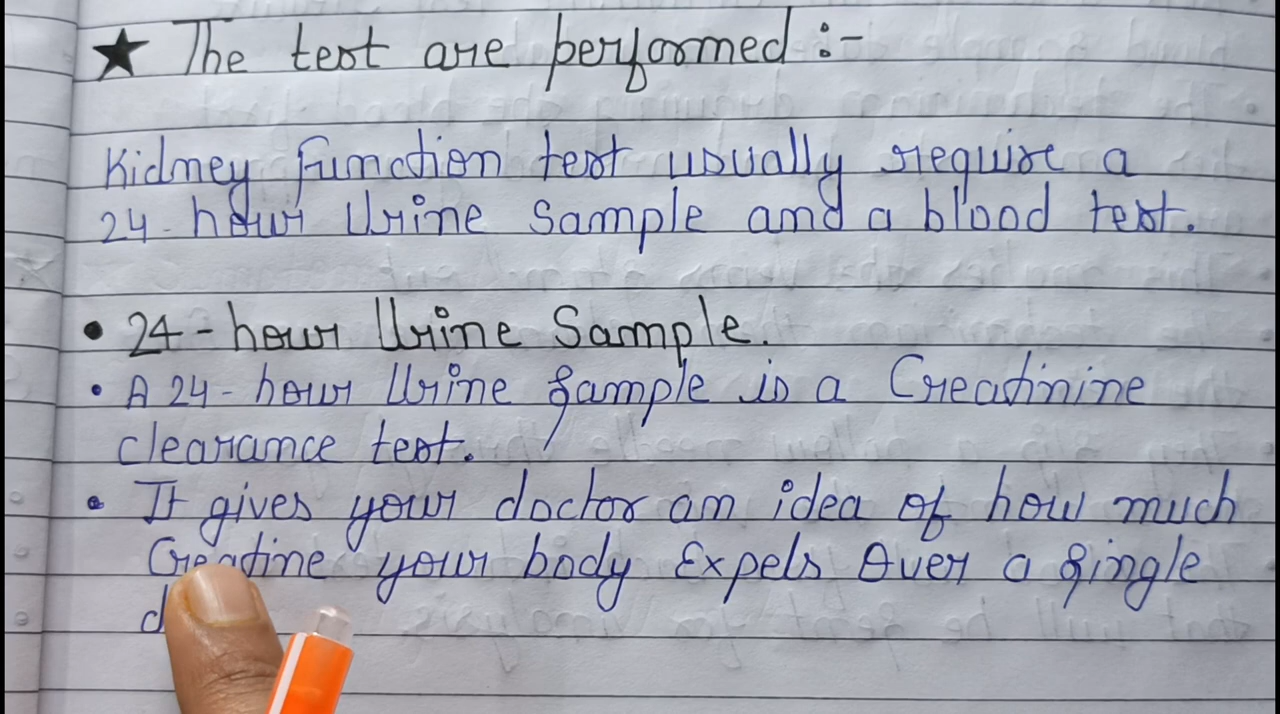 ★ The test are performed :-
Kidney function test usually require a
24-hour Urine Sample and a blood test.
• 24-hour Urine Sample.
• A 24-hour Urine Sample is a Creatinine
clearance test.
• It gives your doctor an idea of how much
Creatine your body Expels Over a Single